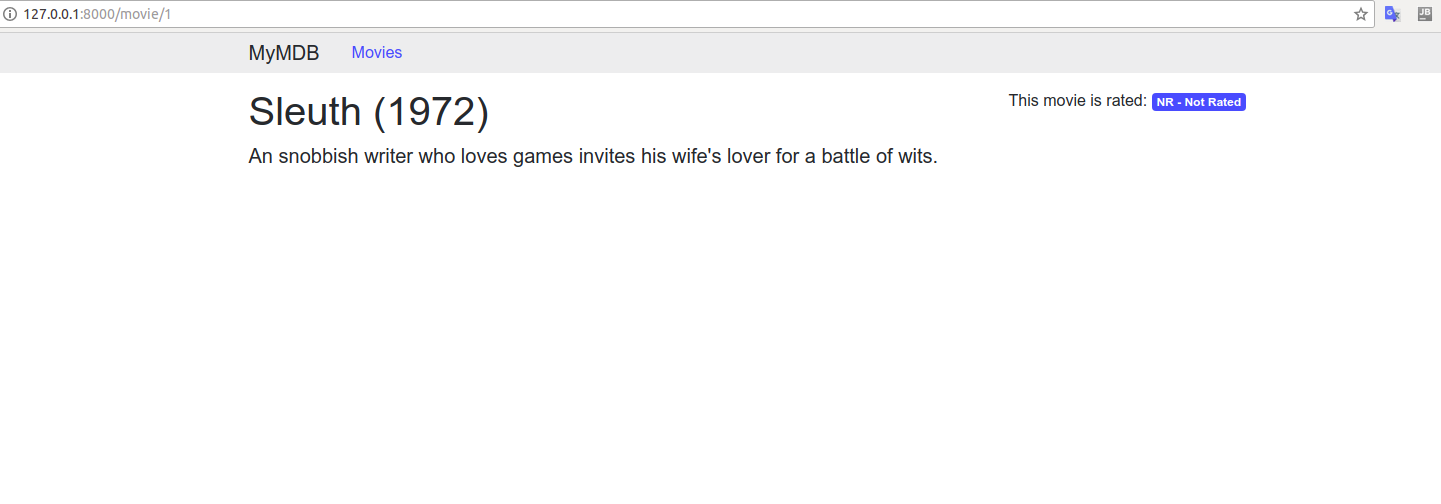 127.0.0.1:8000/movie/1
MyMDB Movies
Sleuth (1972)
This movie is rated: NR - Not Rated
An snobbish writer who loves games invites his wife's lover for a battle of wits.